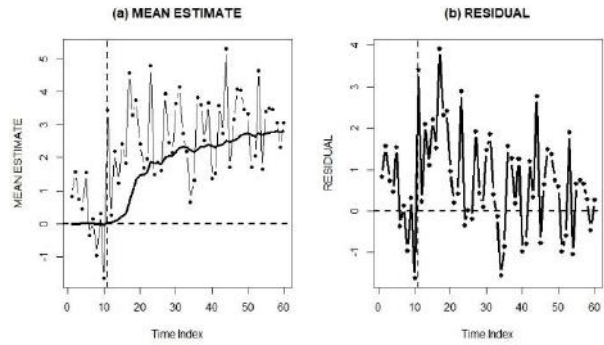 (a) MEAN ESTIMATE
(b) RESIDUAL
MEAN ESTIMATE
5
4
3
2
1
0
-1
0 10 20 30 40 50 60
Time Index
RESIDUAL
4
3
2
1
0
-1
0 10 20 30 40 50 60
Time Index